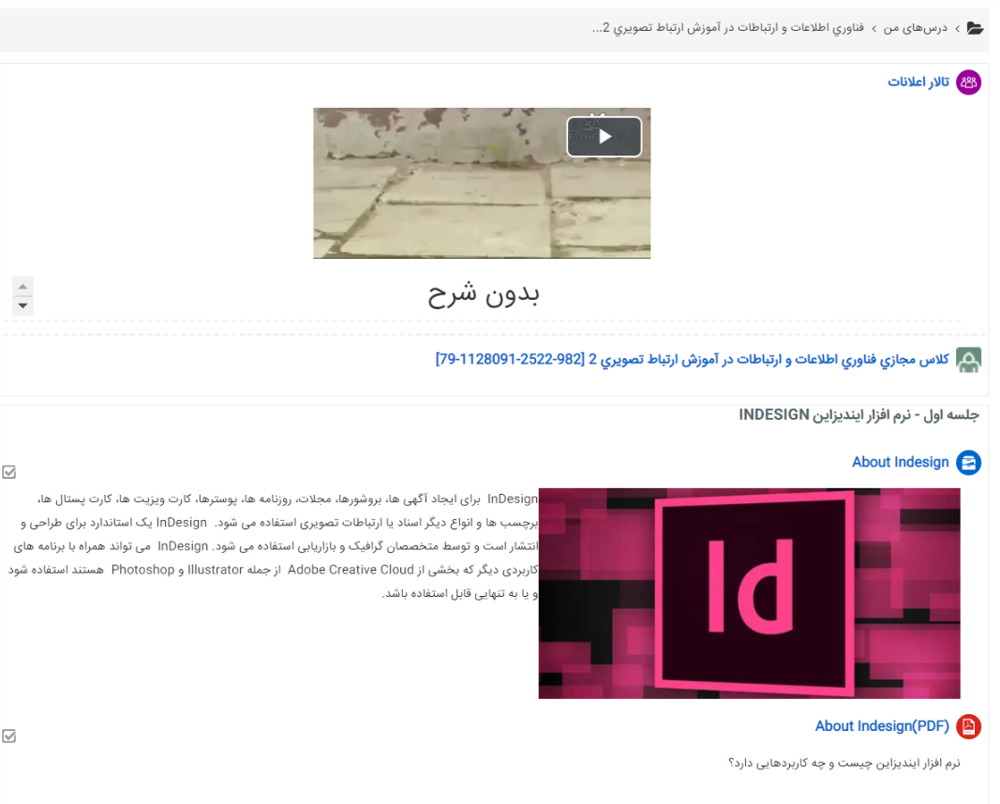 درس‌های من › فناوري اطلاعات و ارتباطات در آموزش ارتباط تصويري 2...
تالار اعلانات
بدون شرح
کلاس مجازي فناوري اطلاعات و ارتباطات در آموزش ارتباط تصويري 2 [982-2522-1128091-79]
جلسه اول - نرم افزار ایندیزاین INDESIGN
About Indesign
InDesign برای ایجاد آگهی ها، بروشورها، مجلات، روزنامه ها، پوسترها، کارت ویزیت ها، کارت پستال ها،
برچسب ها و انواع دیگر اسناد یا ارتباطات تصویری استفاده می شود. InDesign یک استاندارد برای طراحی و
انتشار است و توسط متخصصان گرافیک و بازاریابی استفاده می شود. InDesign می تواند همراه با برنامه های
کاربردی دیگر که بخشی از Adobe Creative Cloud از جمله Illustrator و Photoshop هستند استفاده شود
و یا به تنهایی قابل استفاده باشد.
Id
About Indesign(PDF)
نرم افزار ایندیزاین چیست و چه کاربردهایی دارد؟